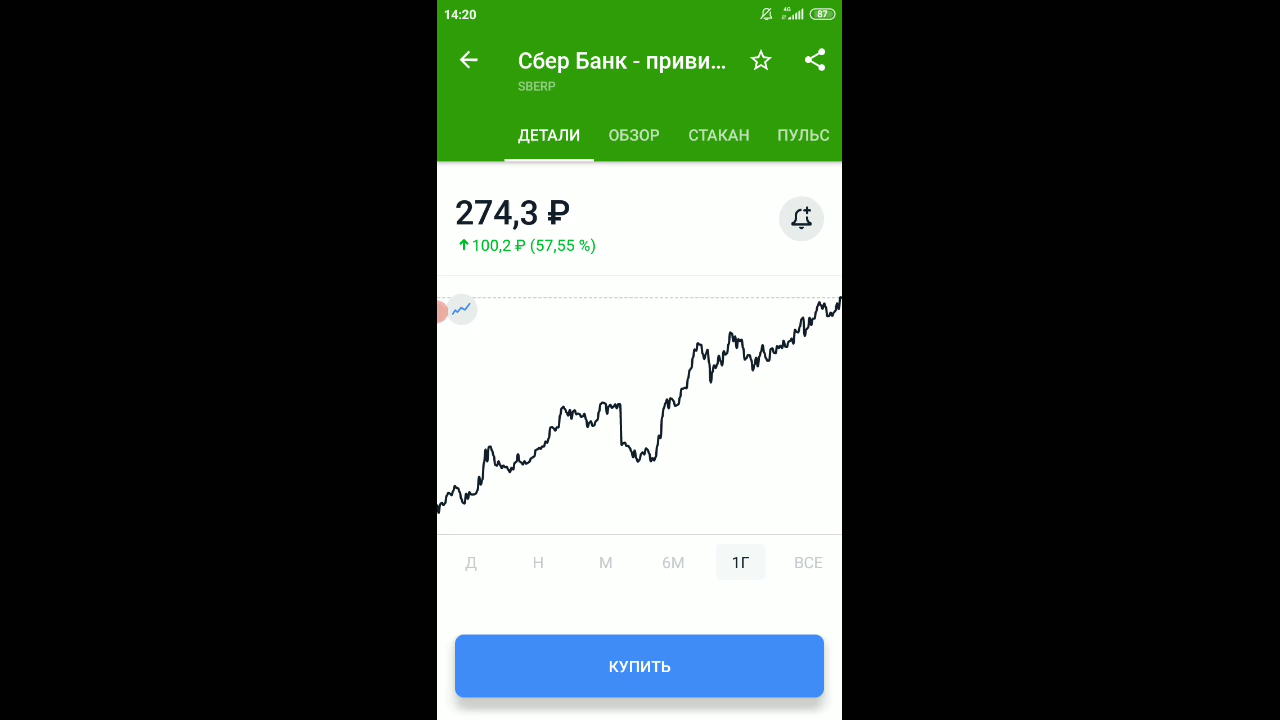 14:20
4G
87
Сбер Банк - приви...
SBERP
ДЕТАЛИ ОБЗОР СТАКАН ПУЛЬС
274,3 ₽
100,2 ₽ (57,55 %)
Д Н М 6М 1Г ВСЕ
КУПИТЬ